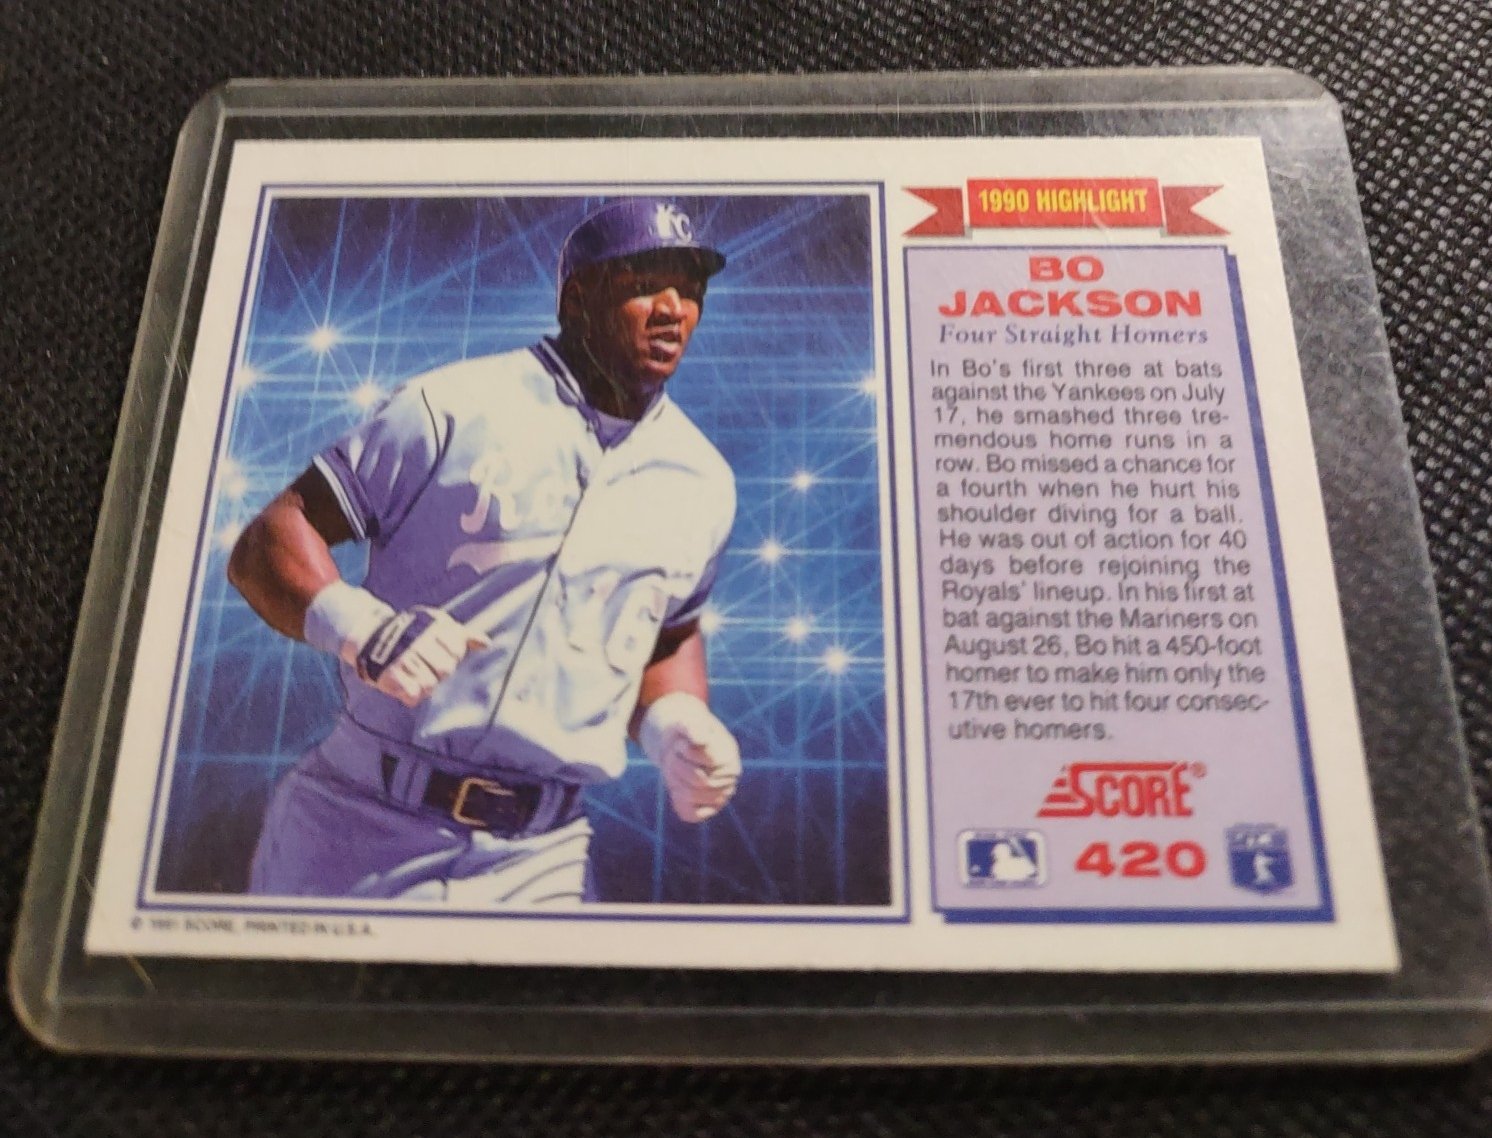 KC
Royals
1990 HIGHLIGHT
BO
JACKSON
Four Straight Homers
In Bo's first three at bats
against the Yankees on July
17, he smashed three tre-
mendous home runs in a
row. Bo missed a chance for
a fourth when he hurt his
shoulder diving for a ball.
He was out of action for 40
days before rejoining the
Royals' lineup. In his first at
bat against the Mariners on
August 26, Bo hit a 450-foot
homer to make him only the
17th ever to hit four consec-
utive homers.
SCORE®
420
© 1991 SCORE, PRINTED IN U.S.A.